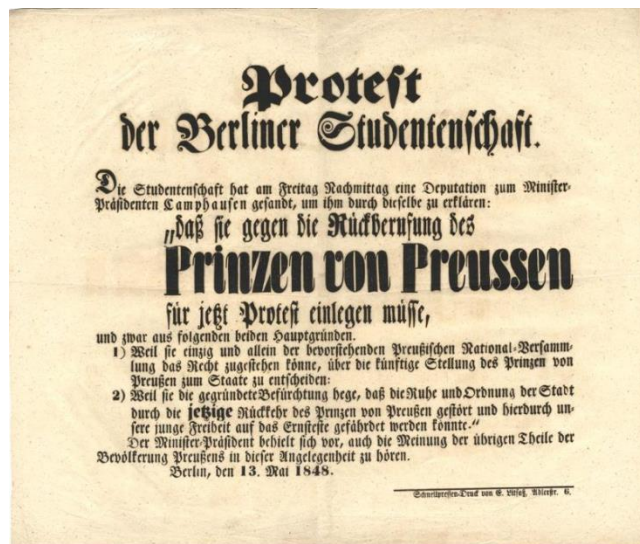 Protest
der Berliner Studentenschaft.
Die Studentenschaft hat am Freitag Nachmittag eine Deputation zum Minister-
Präsidenten Camphausen gesandt, um ihm durch dieselbe zu erklären:
„daß sie gegen die Rückberufung des
Prinzen von Preussen
für jetzt Protest einlegen müsse,
und zwar aus folgenden beiden Hauptgründen.
1) Weil sie einzig und allein der bevorstehenden Preußischen National-Versamm-
lung das Recht zugestehen könne, über die künftige Stellung des Prinzen von
Preußen zum Staate zu entscheiden:
2) Weil sie die gegründete Befürchtung hege, daß die Ruhe und Ordnung der Stadt
durch die jetzige Rückkehr des Prinzen von Preußen gestört und hierdurch un-
sere junge Freiheit auf das Ernsteste gefährdet werden könnte.“
Der Minister-Präsident behielt sich vor, auch die Meinung der übrigen Theile der
Bevölkerung Preußens in dieser Angelegenheit zu hören.
Berlin, den 13. Mai 1848.
Schnellpressen-Druck von E. Litfaß, Adlerstr. 6.